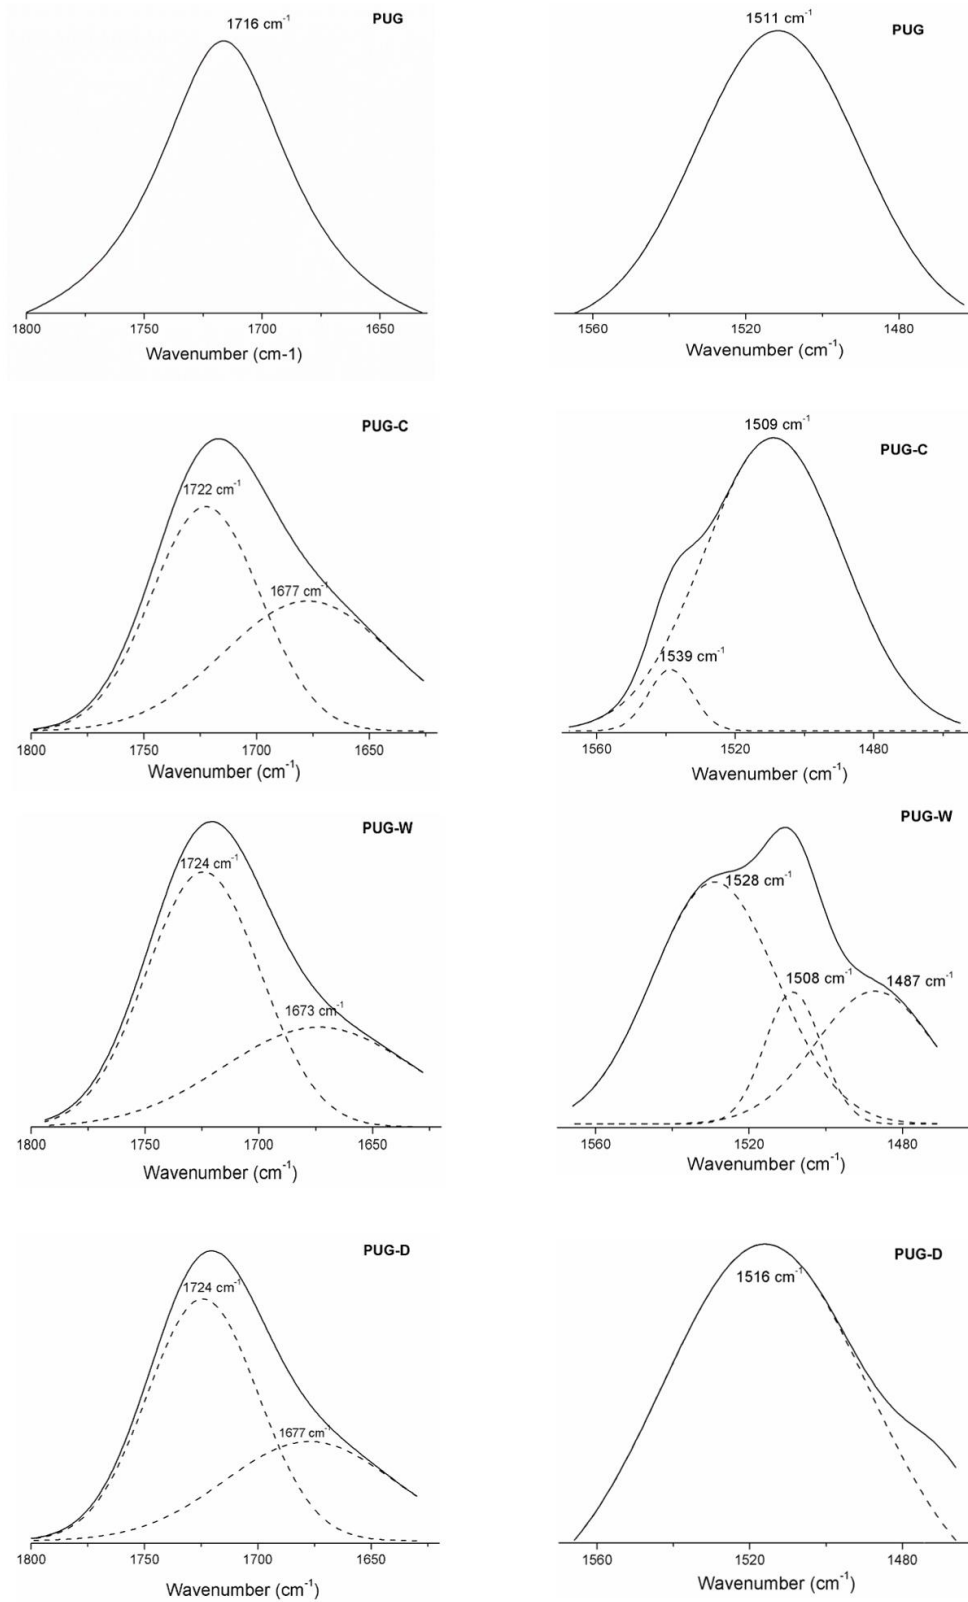 1716 cm⁻¹
PUG
1800 1750 1700 1650
Wavenumber (cm-1)
1511 cm⁻¹
PUG
1560 1520 1480
Wavenumber (cm⁻¹)
PUG-C
1722 cm⁻¹
1677 cm⁻¹
1800 1750 1700 1650
Wavenumber (cm⁻¹)
1509 cm⁻¹
PUG-C
1539 cm⁻¹
1560 1520 1480
Wavenumber (cm⁻¹)
PUG-W
1724 cm⁻¹
1673 cm⁻¹
1800 1750 1700 1650
Wavenumber (cm⁻¹)
PUG-W
1528 cm⁻¹
1508 cm⁻¹
1487 cm⁻¹
1560 1520 1480
Wavenumber (cm⁻¹)
PUG-D
1724 cm⁻¹
1677 cm⁻¹
1800 1750 1700 1650
Wavenumber (cm⁻¹)
PUG-D
1516 cm⁻¹
1560 1520 1480
Wavenumber (cm⁻¹)